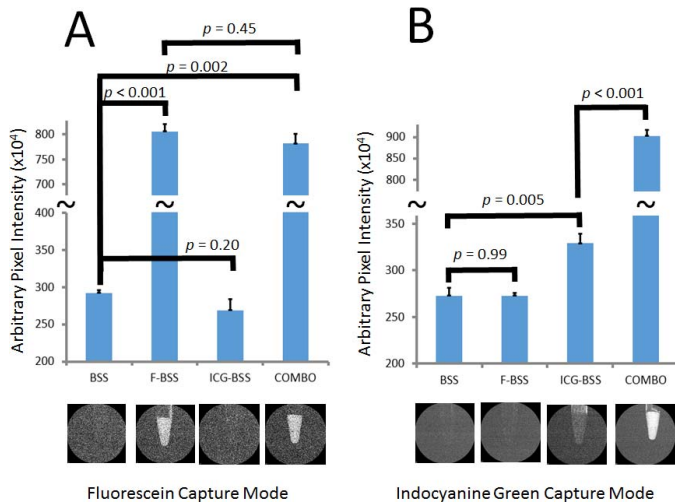 A
B
p = 0.45
p = 0.002
p < 0.001
p = 0.20
Arbitrary Pixel Intensity (x10⁴)
800
750
700
400
350
300
250
200
BSS F-BSS ICG-BSS COMBO
Fluorescein Capture Mode
p < 0.001
p = 0.005
p = 0.99
Arbitrary Pixel Intensity (x10⁴)
900
850
800
350
300
250
200
BSS F-BSS ICG-BSS COMBO
Indocyanine Green Capture Mode